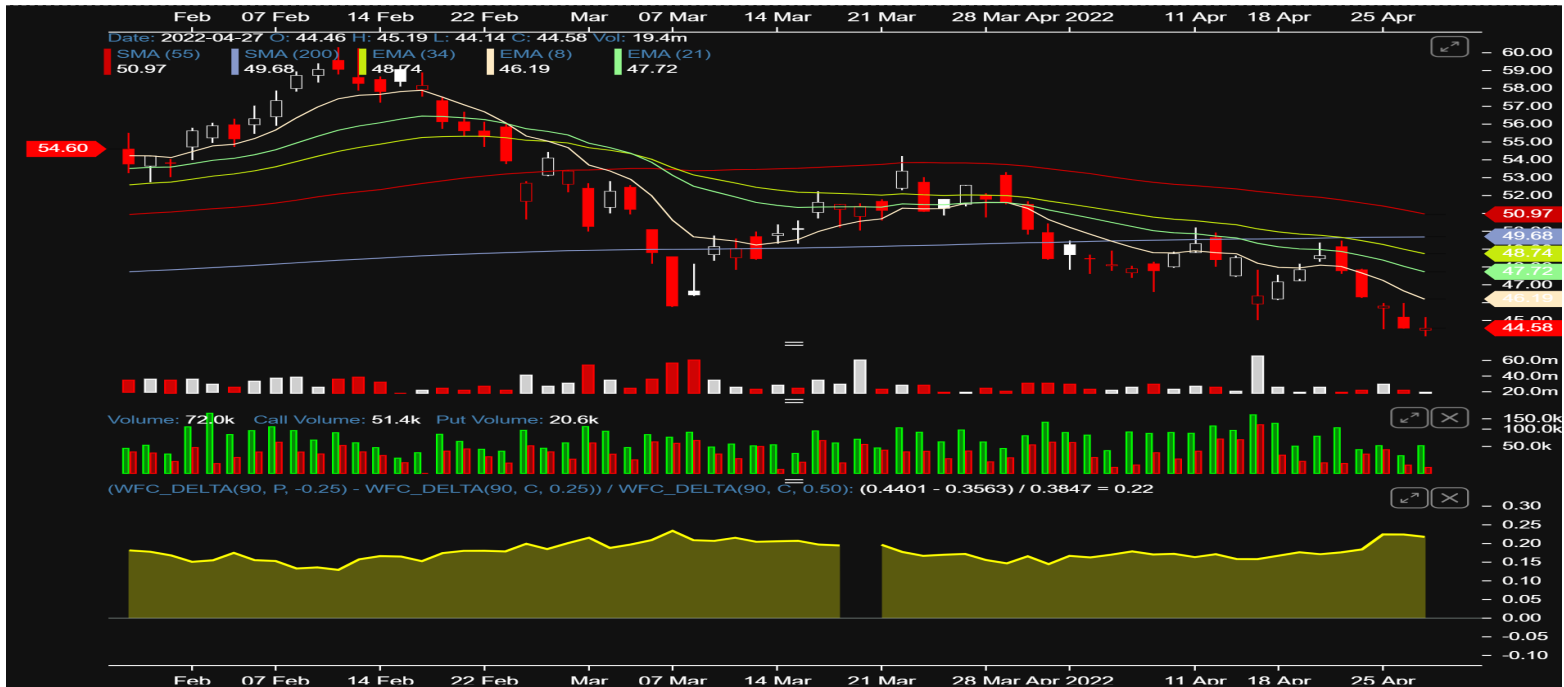 Feb 07 Feb 14 Feb 22 Feb Mar 07 Mar 14 Mar 21 Mar 28 Mar Apr 2022 11 Apr 18 Apr 25 Apr
Date: 2022-04-27 O: 44.46 H: 45.19 L: 44.14 C: 44.58 Vol: 19.4m
SMA (55) SMA (200) EMA (34) EMA (8) EMA (21)
50.97 49.68 48.74 46.19 47.72
60.00
59.00
58.00
57.00
56.00
55.00
54.60
54.00
53.00
52.00
50.97
49.68
48.74
47.72
47.00
46.19
44.58
60.0m
40.0m
20.0m
Volume: 72.0k Call Volume: 51.4k Put Volume: 20.6k
150.0k
100.0k
50.0k
(WFC_DELTA(90, P, -0.25) - WFC_DELTA(90, C, 0.25)) / WFC_DELTA(90, C, 0.50): (0.4401 - 0.3563) / 0.3847 = 0.22
0.30
0.25
0.20
0.15
0.10
0.05
0.00
-0.05
-0.10
Feb 07 Feb 14 Feb 22 Feb Mar 07 Mar 14 Mar 21 Mar 28 Mar Apr 2022 11 Apr 18 Apr 25 Apr